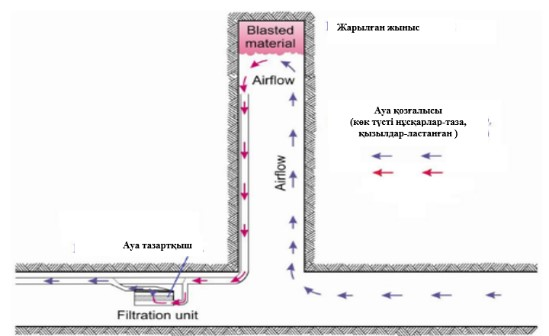 Blasted
material
Жарылған жыныс
Airflow
Ауа қозғалысы
(көк түсті нұсқарлар-таза,
қызылдар-ластанған )
Airflow
Ауа тазартқыш
Filtration unit